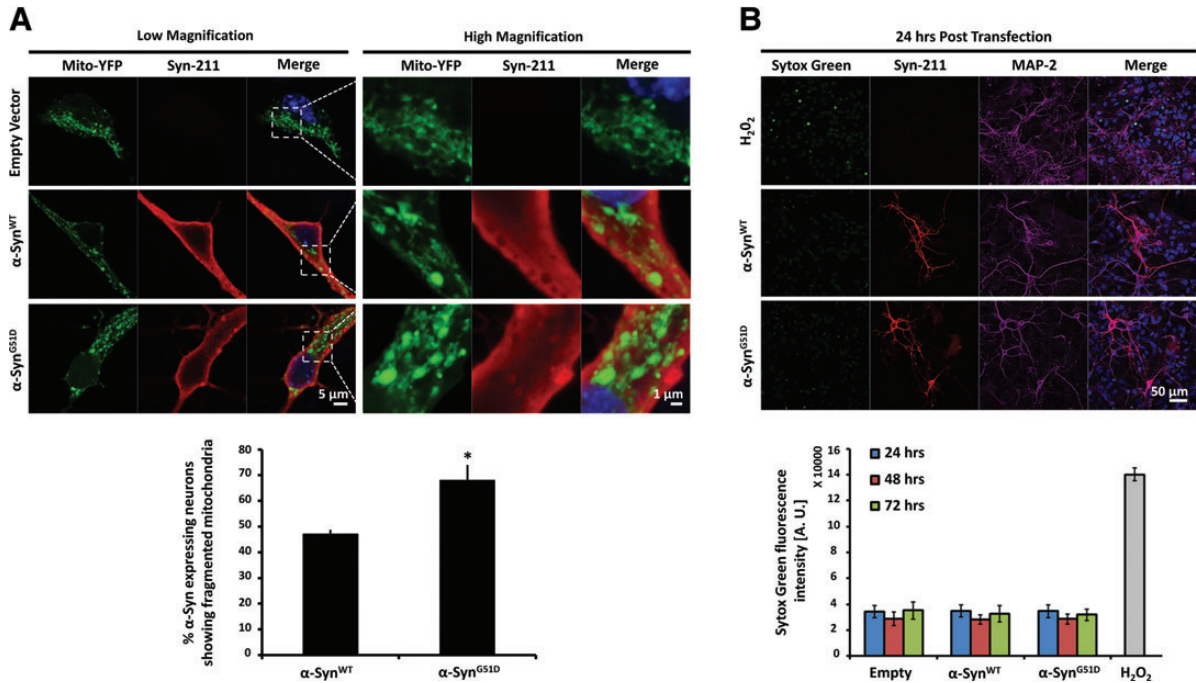 A
Low Magnification
High Magnification
Mito-YFP Syn-211 Merge
Mito-YFP Syn-211 Merge
Empty Vector
α-Syn^WT
α-Syn^G51D
5 μm
1 μm
80
70
60
50
40
30
20
10
0
% α-Syn expressing neurons
showing fragmented mitochondria
*
α-Syn^WT
α-Syn^G51D
B
24 hrs Post Transfection
Sytox Green Syn-211 MAP-2 Merge
H₂O₂
α-Syn^WT
α-Syn^G51D
50 μm
Sytox Green fluorescence
intensity [A. U.]
X 10000
16
14
12
10
8
6
4
2
0
24 hrs
48 hrs
72 hrs
Empty
α-Syn^WT
α-Syn^G51D
H₂O₂